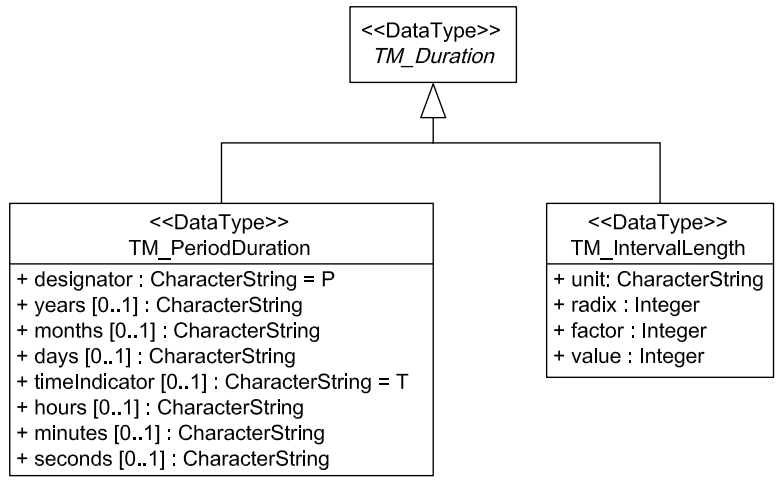 <<DataType>>
TM_Duration
<<DataType>>
TM_PeriodDuration
+ designator : CharacterString = P
+ years [0..1] : CharacterString
+ months [0..1] : CharacterString
+ days [0..1] : CharacterString
+ timeIndicator [0..1] : CharacterString = T
+ hours [0..1] : CharacterString
+ minutes [0..1] : CharacterString
+ seconds [0..1] : CharacterString
<<DataType>>
TM_IntervalLength
+ unit: CharacterString
+ radix : Integer
+ factor : Integer
+ value : Integer